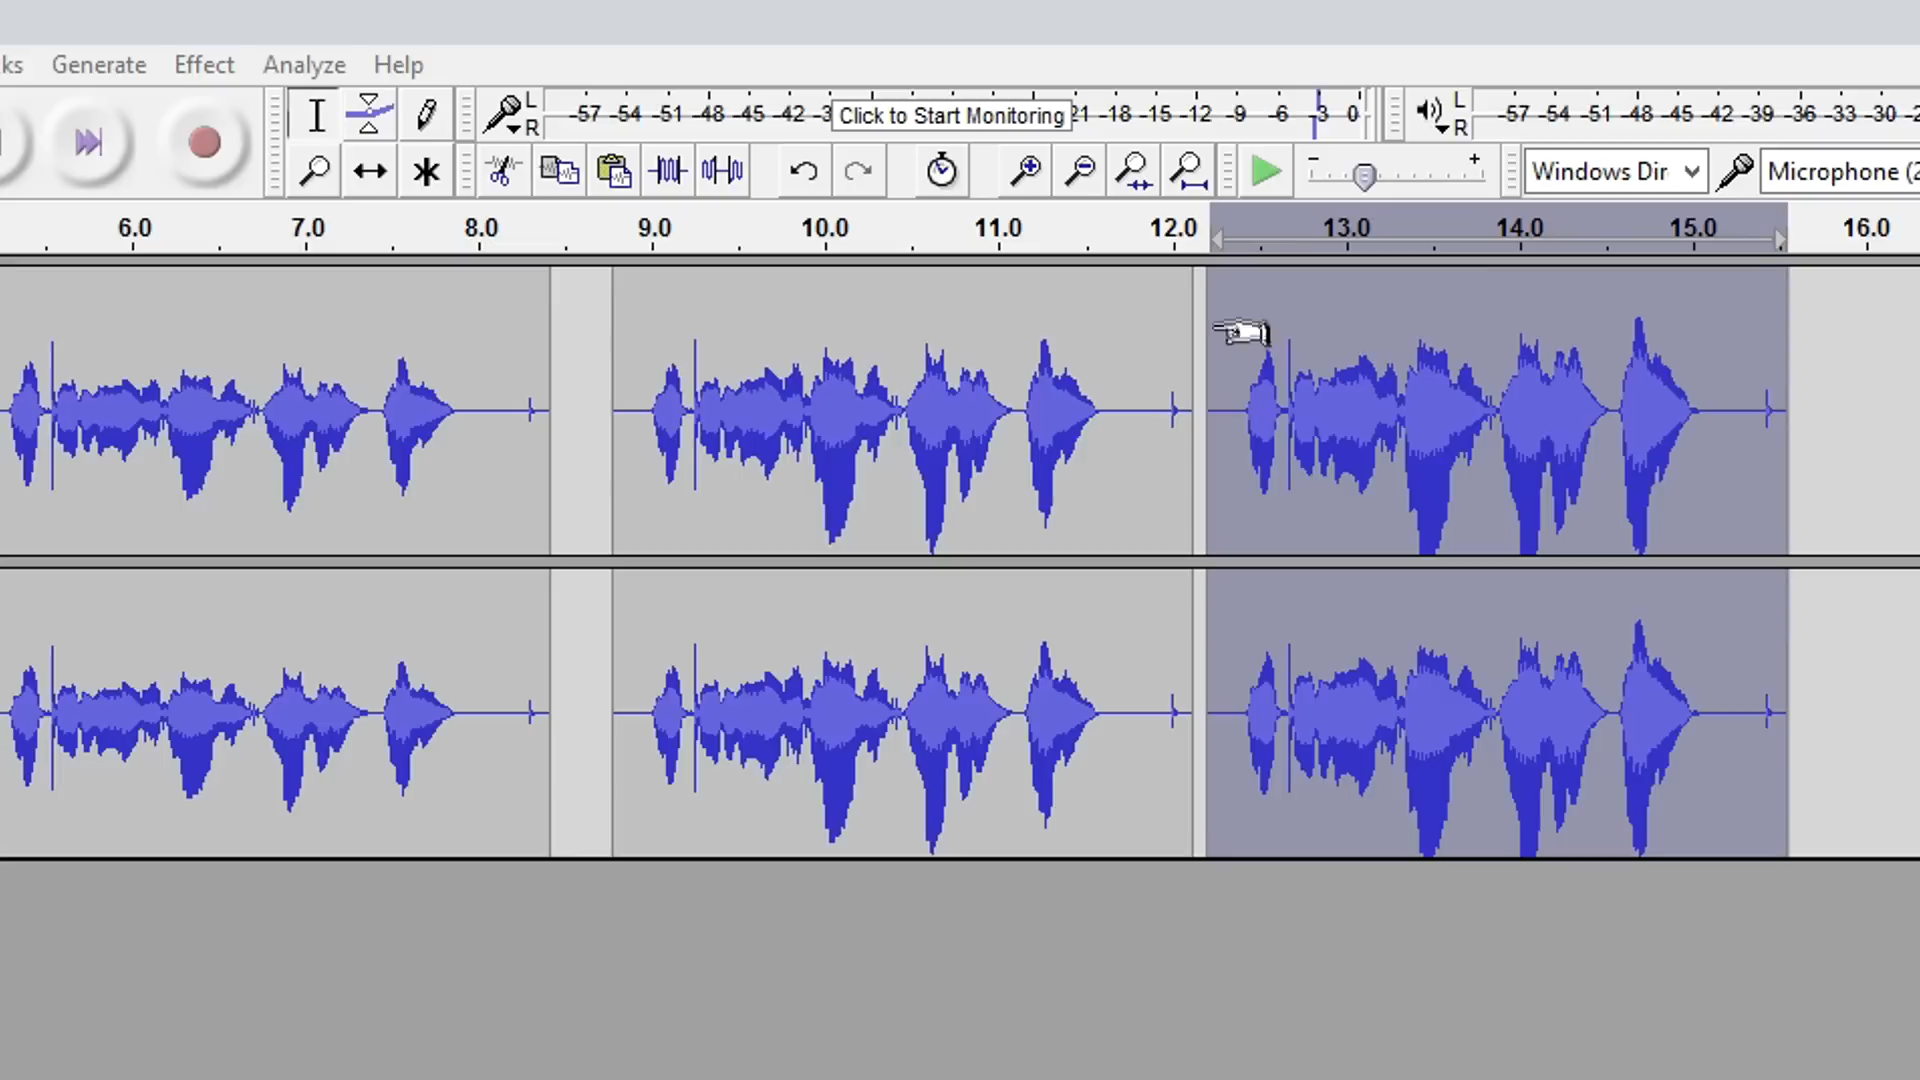 ks Generate Effect Analyze Help
L -57 -54 -51 -48 -45 -42 -3 Click to Start Monitoring 21 -18 -15 -12 -9 -6 -3 0 L -57 -54 -51 -48 -45 -42 -39 -36 -33 -30 -2
R R
- + Windows Dir Microphone (2
6.0 7.0 8.0 9.0 10.0 11.0 12.0 13.0 14.0 15.0 16.0